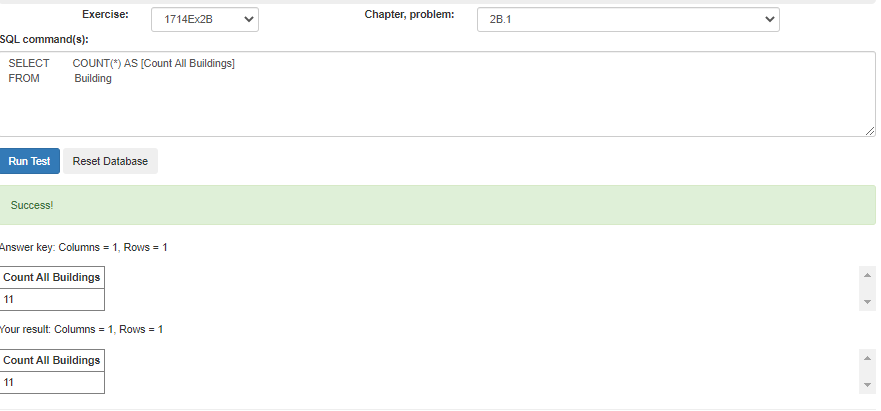 Exercise: 1714Ex2B Chapter, problem: 2B.1
SQL command(s):
SELECT COUNT(*) AS [Count All Buildings]
FROM Building
Run Test Reset Database
Success!
Answer key: Columns = 1, Rows = 1
Count All Buildings
11
Your result: Columns = 1, Rows = 1
Count All Buildings
11